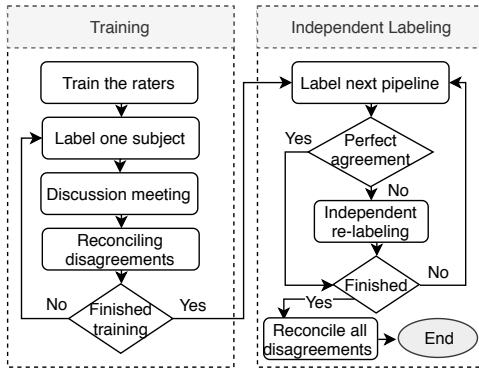 Training
Train the raters
Label one subject
Discussion meeting
Reconciling
disagreements
Finished
training
No
Yes
Independent Labeling
Label next pipeline
Yes
Perfect
agreement
No
Independent
re-labeling
Finished
No
Yes
Reconcile all
disagreements
End